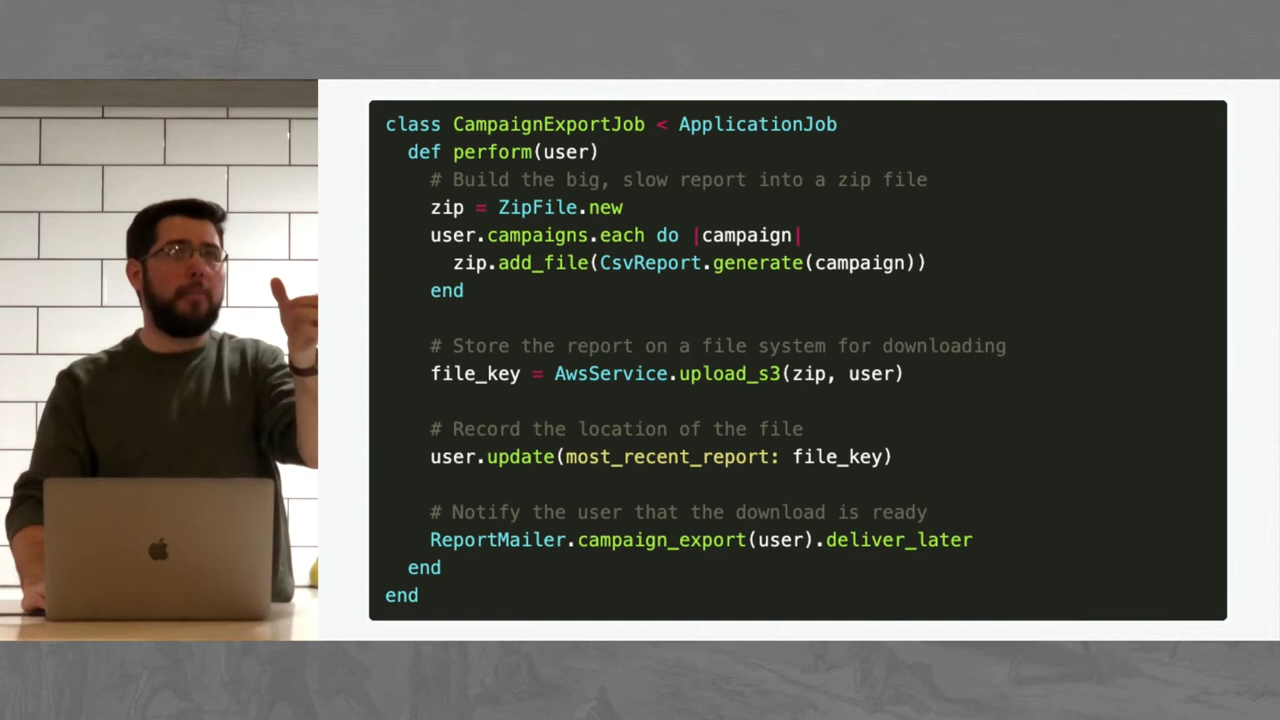 class CampaignExportJob < ApplicationJob
  def perform(user)
    # Build the big, slow report into a zip file
    zip = ZipFile.new
    user.campaigns.each do |campaign|
      zip.add_file(CsvReport.generate(campaign))
    end

    # Store the report on a file system for downloading
    file_key = AwsService.upload_s3(zip, user)

    # Record the location of the file
    user.update(most_recent_report: file_key)

    # Notify the user that the download is ready
    ReportMailer.campaign_export(user).deliver_later
  end
end